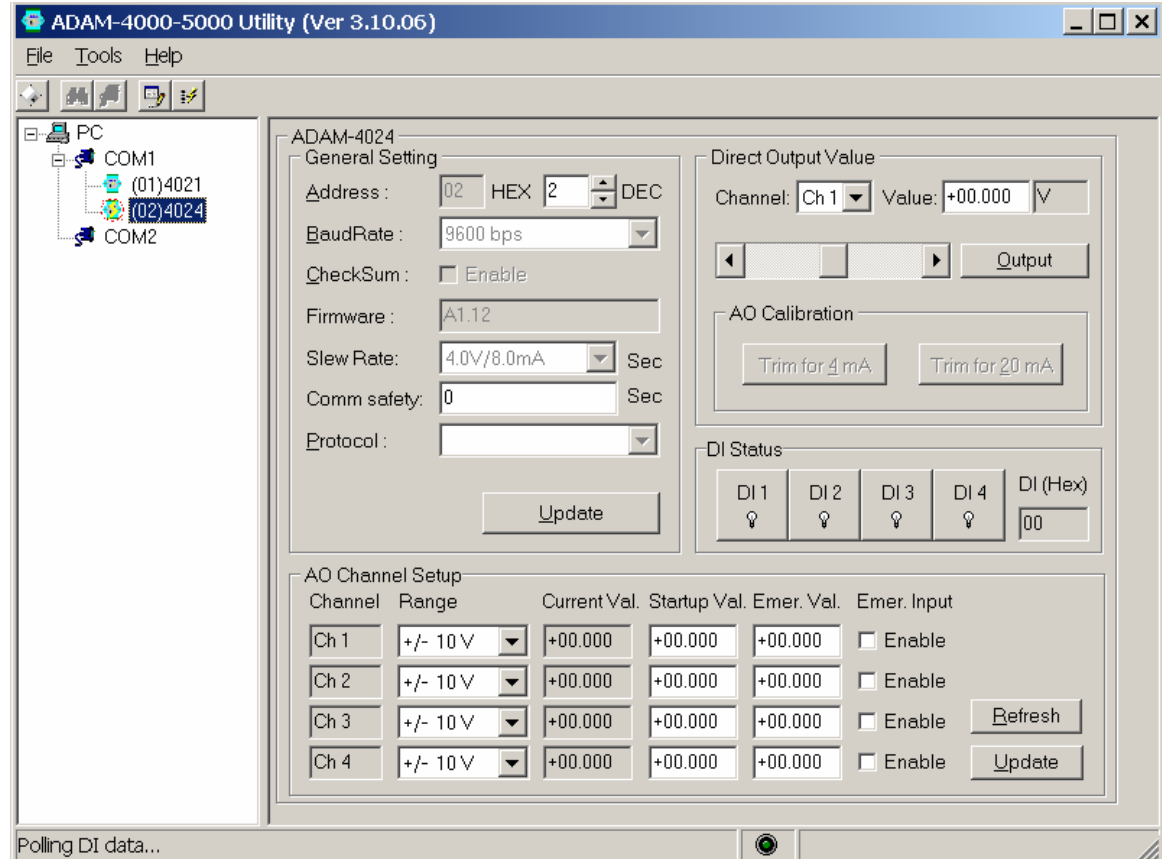 ADAM-4000-5000 Utility (Ver 3.10.06)
File Tools Help
PC
COM1
(01)4021
(02)4024
COM2
ADAM-4024
General Setting
Address : 02 HEX 2 DEC
BaudRate : 9600 bps
CheckSum : Enable
Firmware : A1.12
Slew Rate: 4.0V/8.0mA Sec
Comm safety: 0 Sec
Protocol :
Update
Direct Output Value
Channel: Ch 1 Value: +00.000 V
Output
AO Calibration
Trim for 4 mA Trim for 20 mA
DI Status
DI 1 DI 2 DI 3 DI 4 DI (Hex)
00
AO Channel Setup
Channel Range Current Val. Startup Val. Emer. Val. Emer. Input
Ch 1 +/- 10 V +00.000 +00.000 +00.000 Enable
Ch 2 +/- 10 V +00.000 +00.000 +00.000 Enable
Ch 3 +/- 10 V +00.000 +00.000 +00.000 Enable
Refresh
Ch 4 +/- 10 V +00.000 +00.000 +00.000 Enable
Update
Polling DI data...